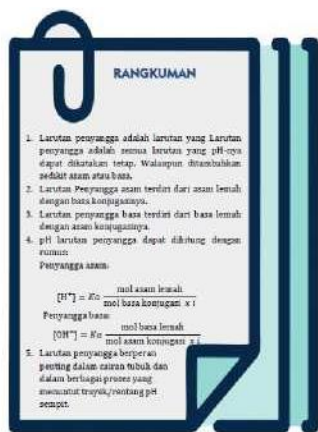 RANGKUMAN
1. Larutan penyangga adalah larutan yang Larutan
penyangga adalah semua larutan yang pH-nya
dapat dikatakan tetap. Walaupun ditambahkan
sedikit asam atau basa.
2. Larutan Penyangga asam terdiri dari asam lemah
dengan basa konjugasinya.
3. Larutan penyangga basa terdiri dari basa lemah
dengan asam konjugasinya.
4. pH larutan penyangga dapat dihitung dengan
rumus:
Penyangga asam:
[H⁺] = Ka mol asam lemah / mol basa konjugasi x i
Penyangga basa:
[OH⁻] = Ka mol basa lemah / mol asam konjugasi x i
5. Larutan penyangga berperan
penting dalam cairan tubuh dan
dalam berbagai proses yang
menuntut trayek/rentang pH
sempit.